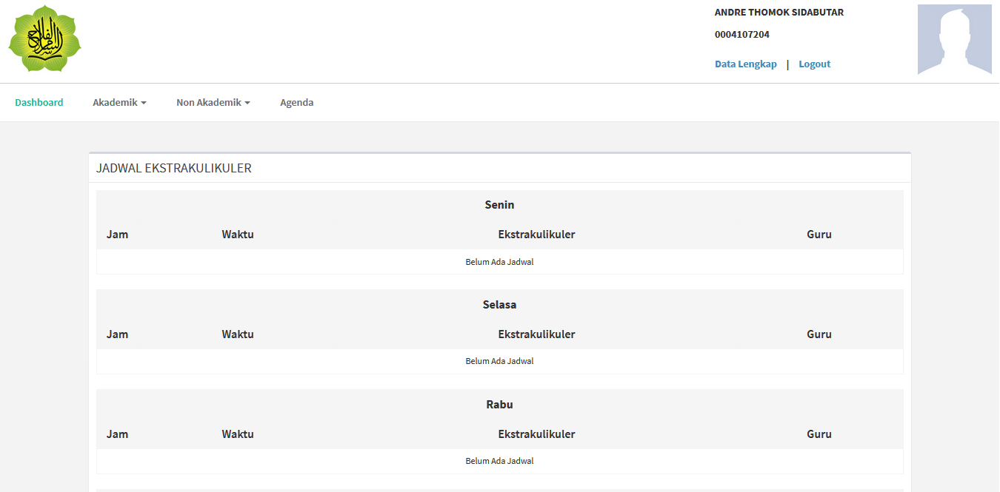 ANDRE THOMOK SIDABUTAR
0004107204
Data Lengkap | Logout
Dashboard Akademik Non Akademik Agenda
JADWAL EKSTRAKULIKULER
Senin
Jam Waktu Ekstrakulikuler Guru
Belum Ada Jadwal
Selasa
Jam Waktu Ekstrakulikuler Guru
Belum Ada Jadwal
Rabu
Jam Waktu Ekstrakulikuler Guru
Belum Ada Jadwal